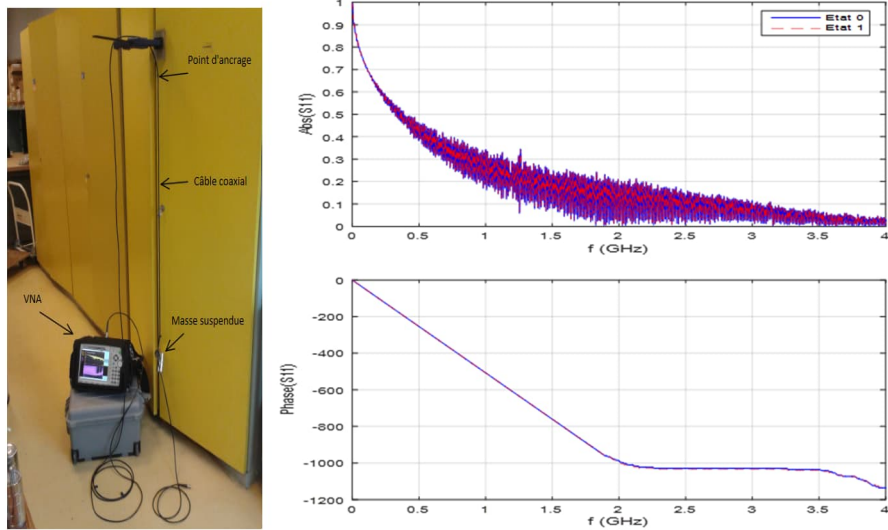 Point d'ancrage
Câble coaxial
VNA
Masse suspendue
Abs(S11)
1
0.9
0.8
0.7
0.6
0.5
0.4
0.3
0.2
0.1
0
0 0.5 1 1.5 2 2.5 3 3.5 4
f (GHz)
Etat 0
Etat 1
Phase(S11)
0
-200
-400
-600
-800
-1000
-1200
0 0.5 1 1.5 2 2.5 3 3.5 4
f (GHz)